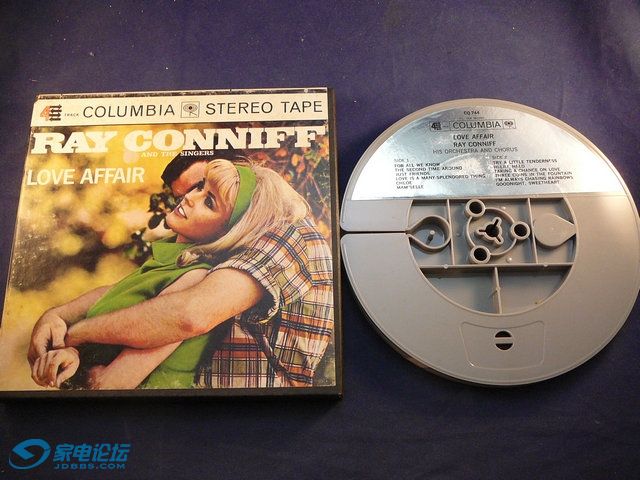 4 TRACK COLUMBIA STEREO TAPE
RAY CONNIFF
AND THE SINGERS
LOVE AFFAIR
CQ 744
4 COLUMBIA
LOVE AFFAIR
RAY CONNIFF
HIS ORCHESTRA AND CHORUS
SIDE 1
FOR ALL WE KNOW
THE SECOND TIME AROUND
JUST FRIENDS
LOVE IS A MANY SPLENDORED THING
CHLOE
MAM'SELLE
SIDE 2
TRY A LITTLE TENDERNESS
TAKING A CHANCE ON LOVE
THREE COINS IN THE FOUNTAIN
I'M ALWAYS CHASING RAINBOWS
GOODNIGHT, SWEETHEART
家电论坛
JDBBS.COM